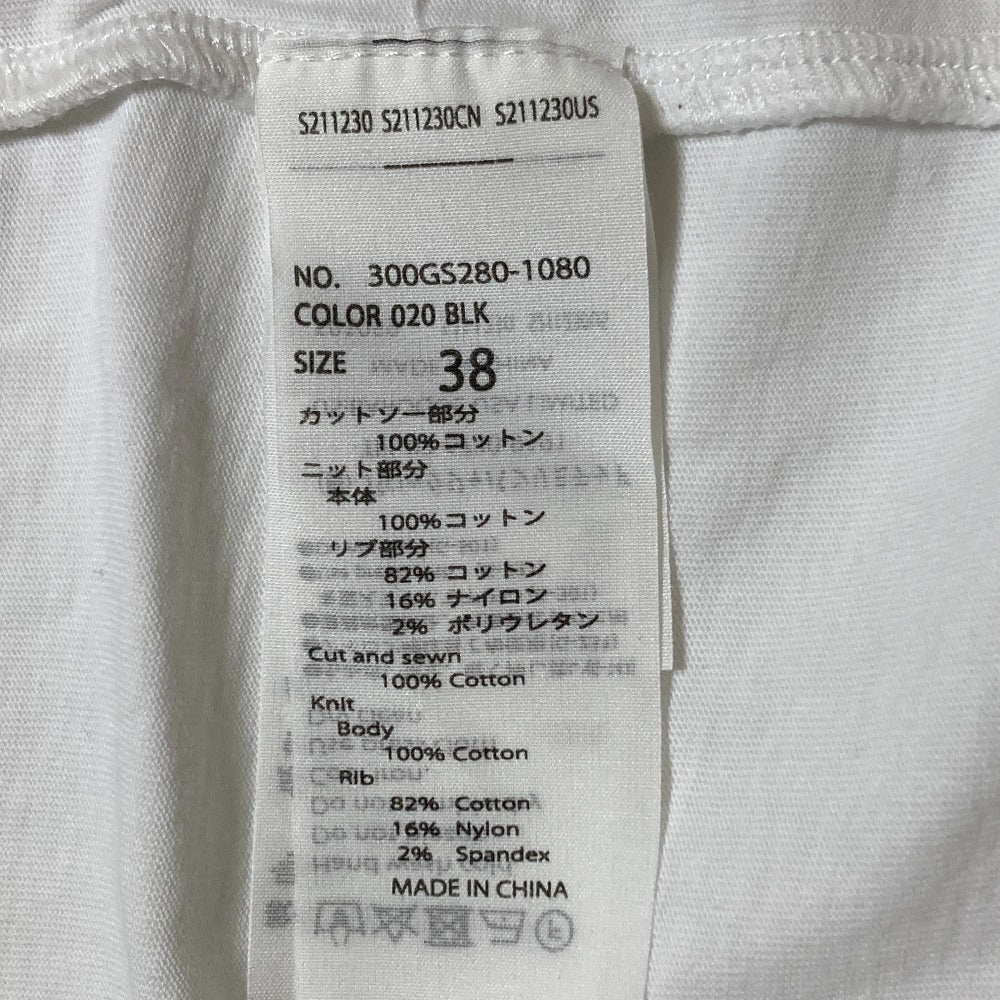 S211230 S211230CN S211230US
NO. 300GS280-1080
COLOR 020 BLK
SIZE 38
カットソー部分
100% コットン
ニット部分
本体
100% コットン
リブ部分
82% コットン
16% ナイロン
2% ポリウレタン
Cut and sewn
100% Cotton
Knit
Body
100% Cotton
Rib
82% Cotton
16% Nylon
2% Spandex
MADE IN CHINA